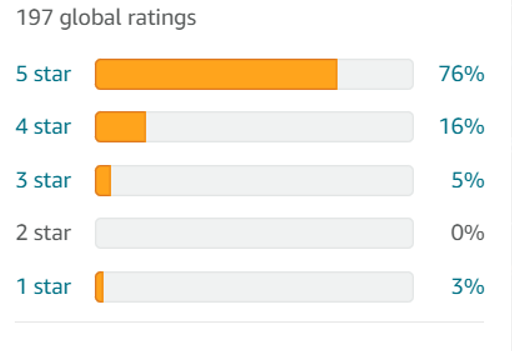 197 global ratings
5 star 76%
4 star 16%
3 star 5%
2 star 0%
1 star 3%